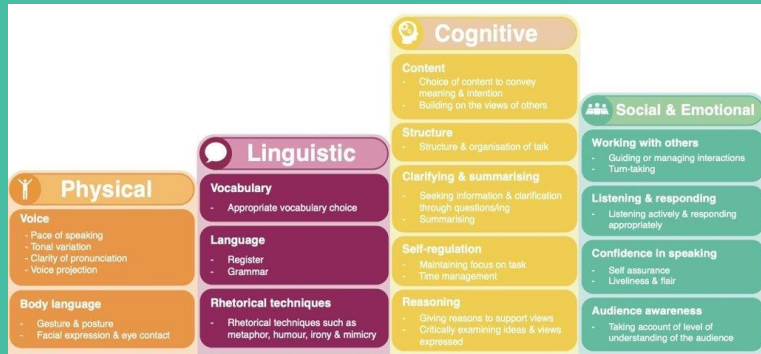 Physical
Voice
- Pace of speaking
- Tonal variation
- Clarity of pronunciation
- Voice projection
Body language
- Gesture & posture
- Facial expression & eye contact
Linguistic
Vocabulary
- Appropriate vocabulary choice
Language
- Register
- Grammar
Rhetorical techniques
- Rhetorical techniques such as
metaphor, humour, irony & mimicry
Cognitive
Content
- Choice of content to convey
meaning & intention
- Building on the views of others
Structure
- Structure & organisation of talk
Clarifying & summarising
- Seeking information & clarification
through questions/ing
- Summarising
Self-regulation
- Maintaining focus on task
- Time management
Reasoning
- Giving reasons to support views
- Critically examining ideas & views
expressed
Social & Emotional
Working with others
- Guiding or managing interactions
- Turn-taking
Listening & responding
- Listening actively & responding
appropriately
Confidence in speaking
- Self assurance
- Liveliness & flair
Audience awareness
- Taking account of level of
understanding of the audience